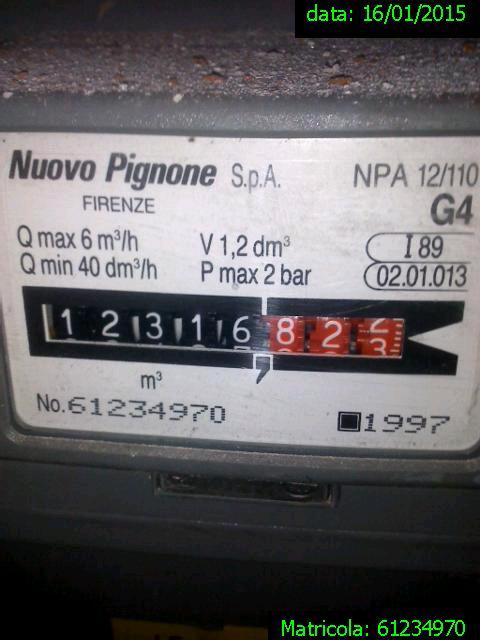 data: 16/01/2015
Nuovo Pignone S.p.A. NPA 12/110
FIRENZE G4
Q max 6 m³/h V 1,2 dm³ I 89
Q min 40 dm³/h P max 2 bar 02.01.013
1 2 3 1 6 , 8 2
m³
No.61234970 1997
Matricola: 61234970